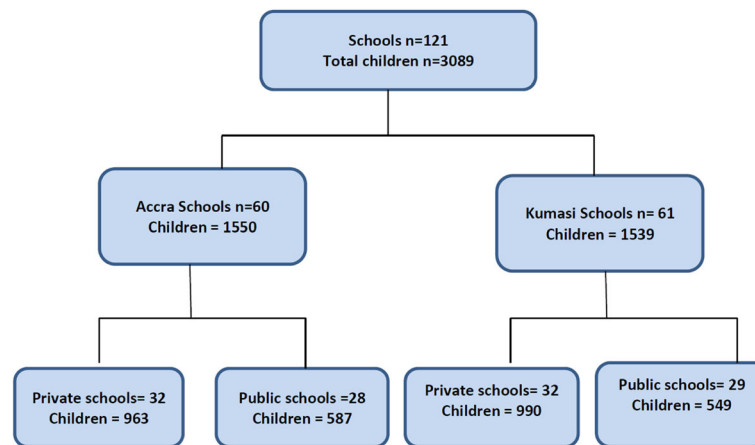 Schools n=121
Total children n=3089
Accra Schools n=60
Children = 1550
Kumasi Schools n= 61
Children = 1539
Private schools= 32
Children = 963
Public schools =28
Children = 587
Private schools= 32
Children = 990
Public schools= 29
Children = 549